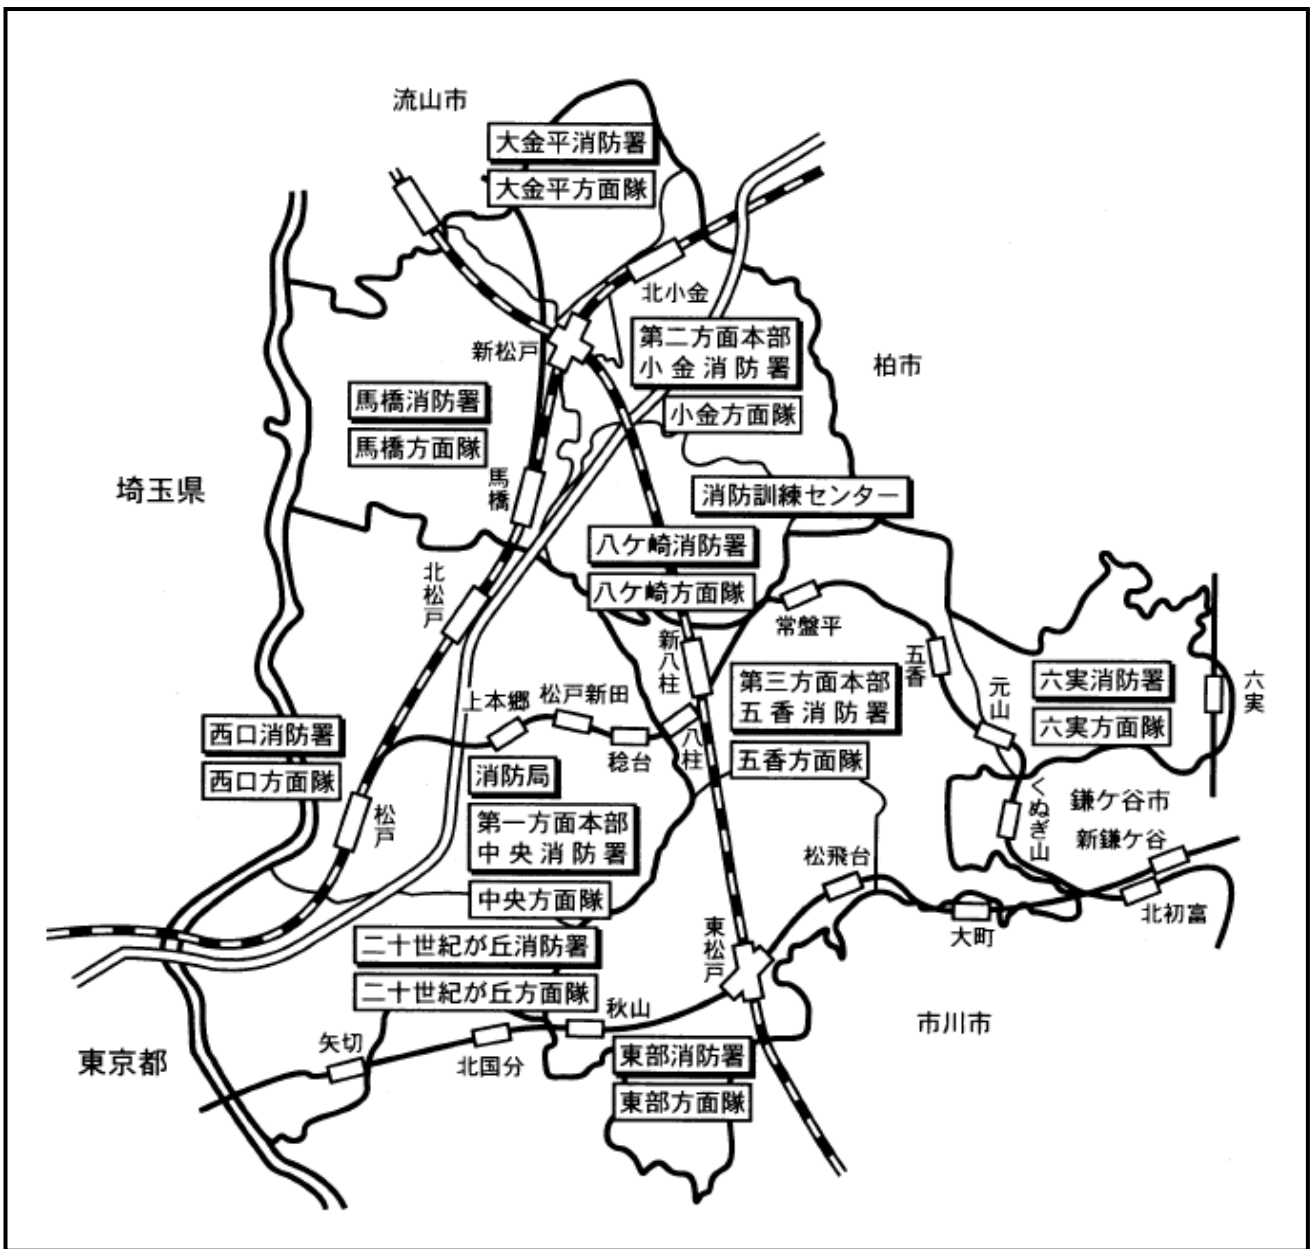 流山市
大金平消防署
大金平方面隊
北小金
新松戸
第二方面本部
小金消防署
小金方面隊
柏市
馬橋消防署
馬橋方面隊
馬橋
埼玉県
消防訓練センター
八ケ崎消防署
八ケ崎方面隊
北松戸
常盤平
新八柱
五香
第三方面本部
五香消防署
五香方面隊
元山
六実消防署
六実方面隊
六実
上本郷
松戸新田
稔台
八柱
西口消防署
西口方面隊
松戸
消防局
第一方面本部
中央消防署
中央方面隊
くぬぎ山
鎌ケ谷市
新鎌ケ谷
松飛台
北初富
大町
東松戸
二十世紀が丘消防署
二十世紀が丘方面隊
秋山
市川市
矢切
北国分
東京都
東部消防署
東部方面隊